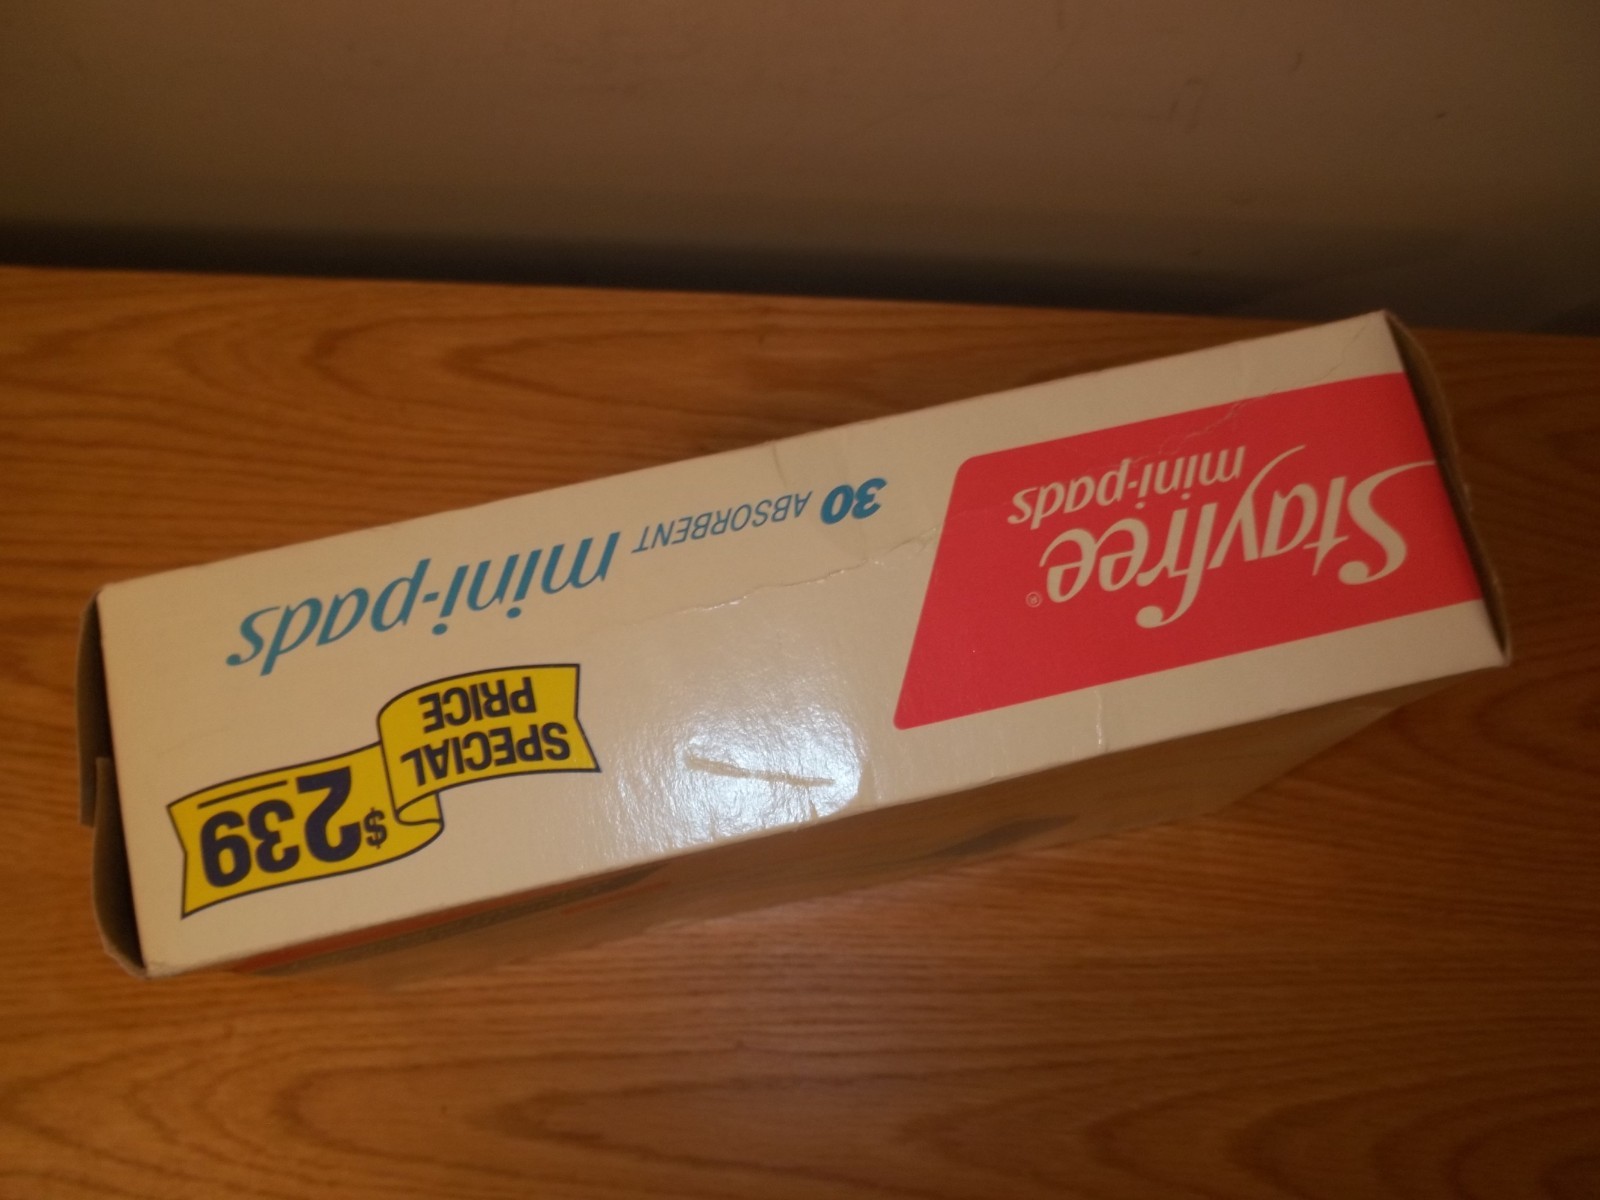 Stayfree®
mini-pads
30 ABSORBENT mini-pads
SPECIAL
PRICE
$239